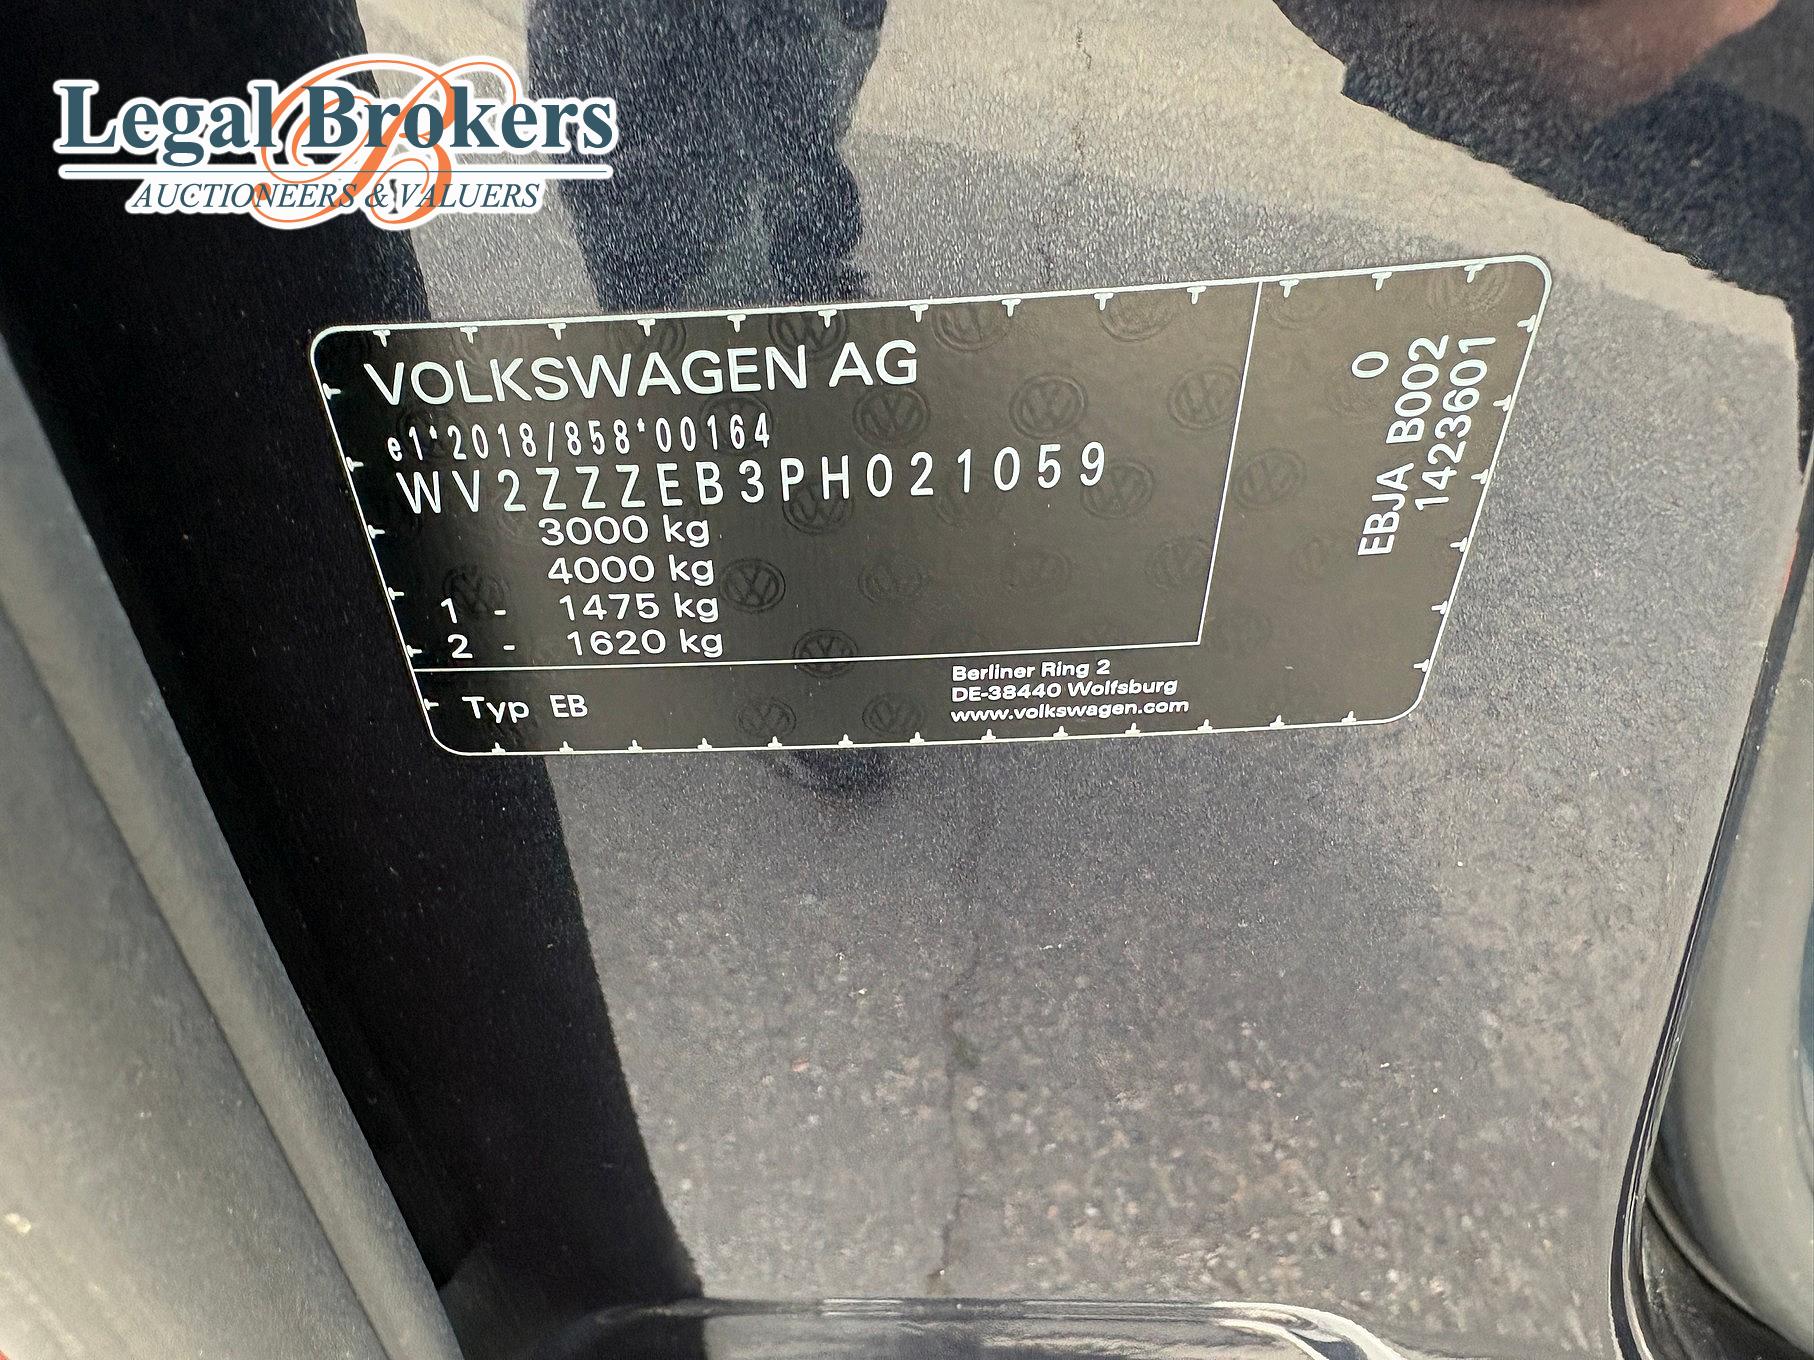 Legal Brokers
AUCTIONEERS & VALUERS
VOLKSWAGEN AG
e1*2018/858*00164
WV2ZZZEB3PH021059
3000 kg
4000 kg
1 - 1475 kg
2 - 1620 kg
Typ EB
Berliner Ring 2
DE-38440 Wolfsburg
www.volkswagen.com
0
EBJA B002
1423601